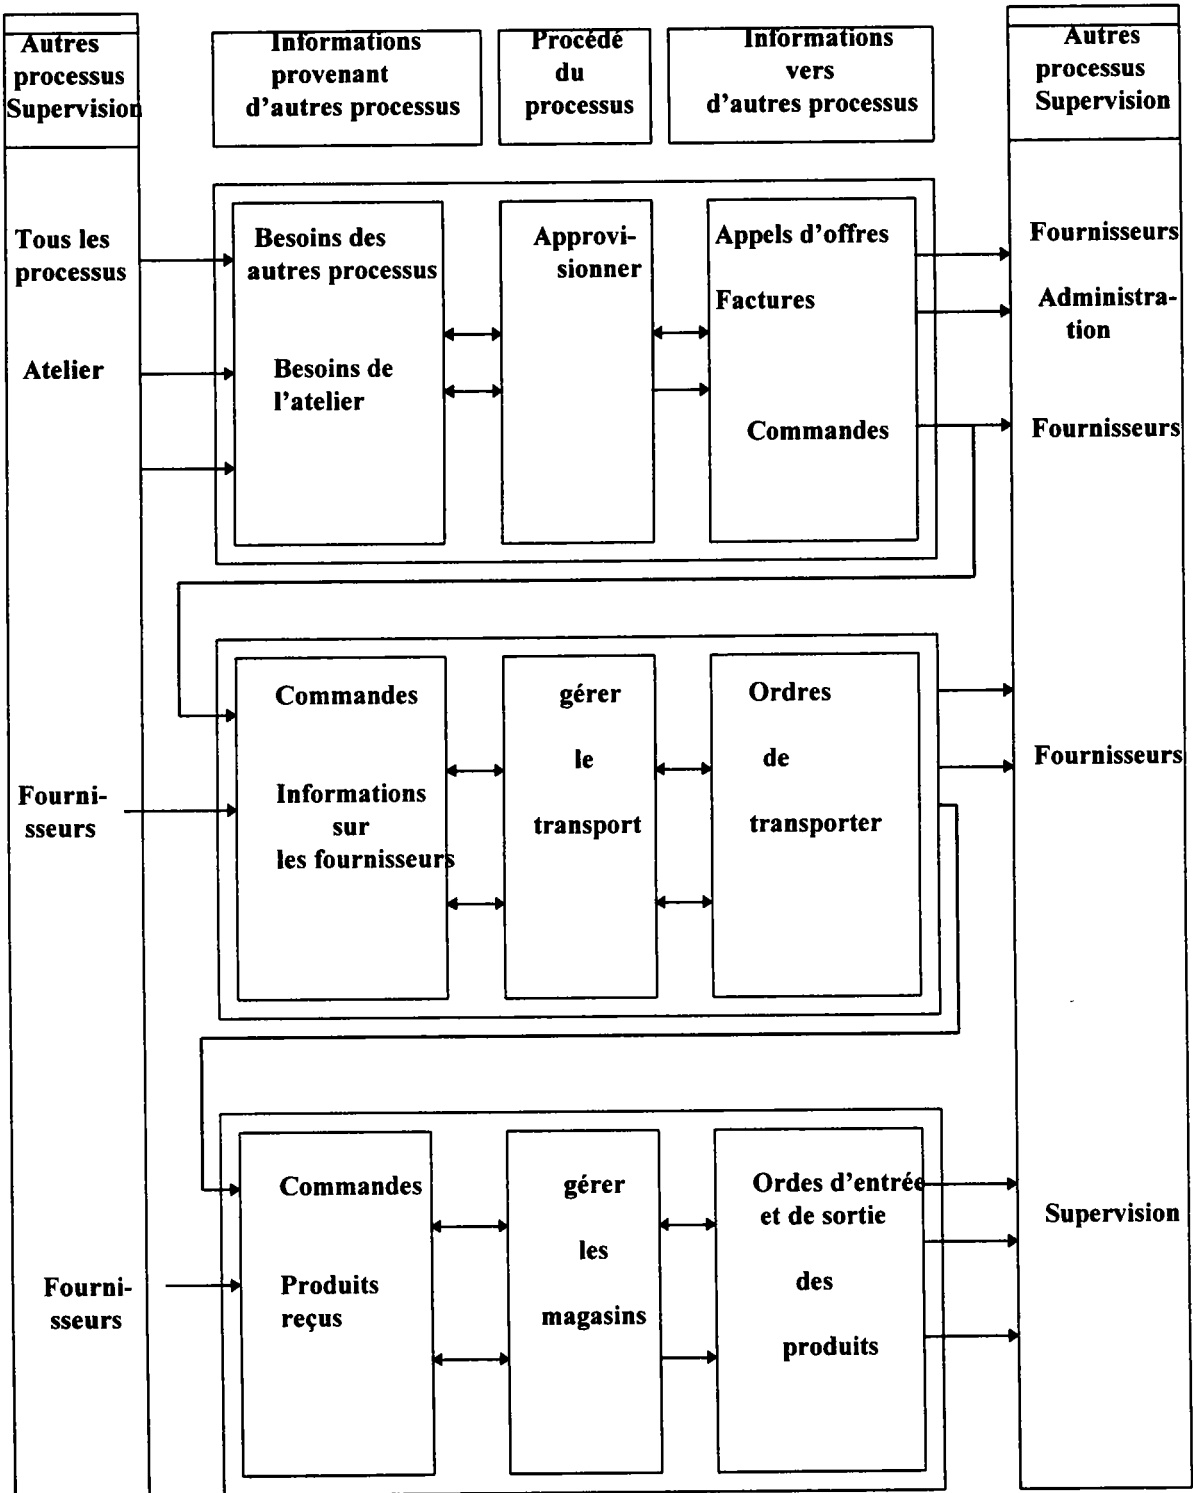 Autres
processus
Supervision
Informations
provenant
d'autres processus
Procédé
du
processus
Informations
vers
d'autres processus
Autres
processus
Supervision
Tous les
processus
Atelier
Besoins des
autres processus
Besoins de
l'atelier
Approvi-
sionner
Appels d'offres
Factures
Commandes
Fournisseurs
Administra-
tion
Fournisseurs
Fourni-
sseurs
Commandes
Informations
sur
les fournisseurs
gérer
le
transport
Ordres
de
transporter
Fournisseurs
Fourni-
sseurs
Commandes
Produits
reçus
gérer
les
magasins
Ordes d'entrée
et de sortie
des
produits
Supervision